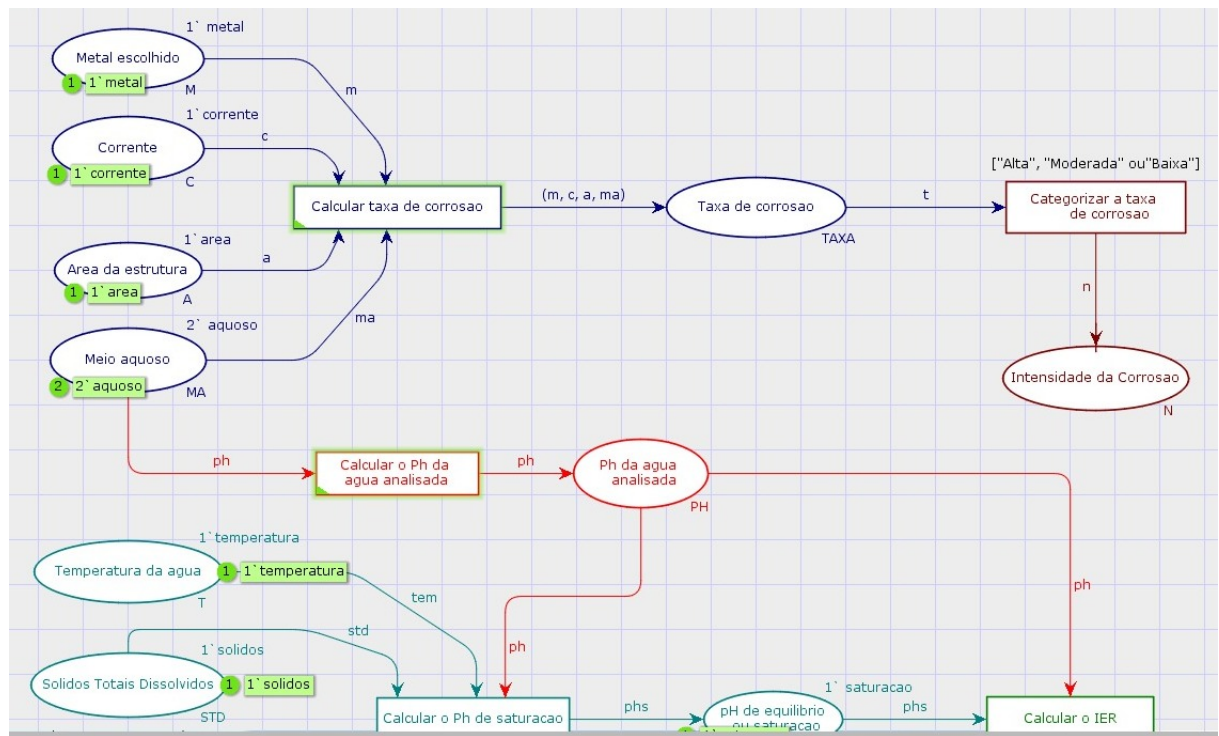 1`metal
Metal escolhido
1 1`metal
M
m
1`corrente
Corrente
c
1 1`corrente
C
["Alta", "Moderada" ou"Baixa"]
Calcular taxa de corrosao
(m, c, a, ma)
Taxa de corrosao
TAXA
t
Categorizar a taxa
de corrosao
1`area
Area da estrutura
a
1 1`area
A
n
2` aquoso
ma
Meio aquoso
2 2`aquoso
MA
Intensidade da Corrosao
N
ph
Calcular o Ph da
agua analisada
ph
Ph da agua
analisada
PH
1`temperatura
Temperatura da agua
1 1`temperatura
T
tem
ph
std
ph
1`solidos
Solidos Totais Dissolvidos
1 1`solidos
STD
Calcular o Ph de saturacao
phs
1` saturacao
pH de equilibrio
ou saturacao
phs
Calcular o IER